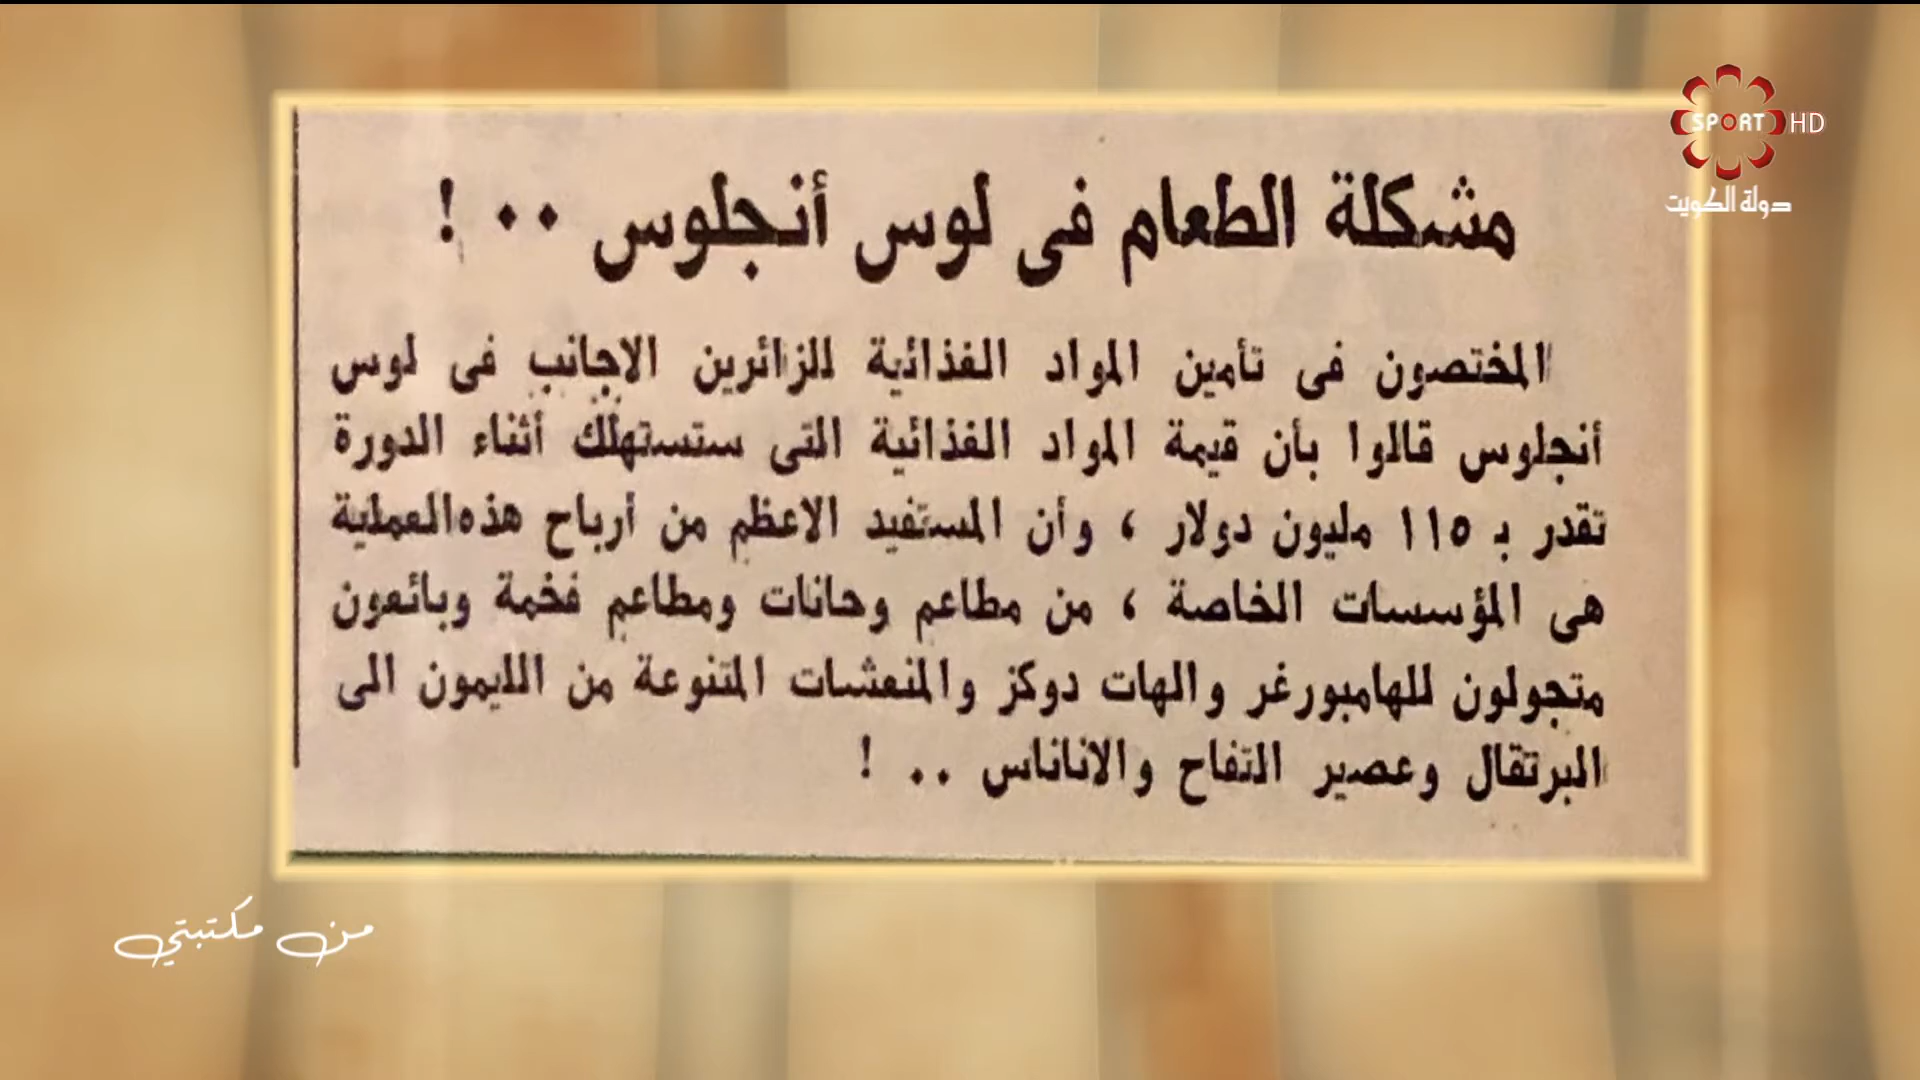 SPORT HD
دولة الكويت
مشكلة الطعام فى لوس أنجلوس .. !
المختصون فى تأمين المواد الغذائية للزائرين الاجانب فى لوس
أنجلوس قالوا بأن قيمة المواد الغذائية التى ستستهلك أثناء الدورة
تقدر بـ ١١٥ مليون دولار ، وأن المستفيد الاعظم من أرباح هذه العملية
هى المؤسسات الخاصة ، من مطاعم وحانات ومطاعم فخمة وبائعون
متجولون للهامبورغر والهات دوكز والمنعشات المتنوعة من الليمون الى
البرتقال وعصير التفاح والاناناس .. !
من مكتبتي